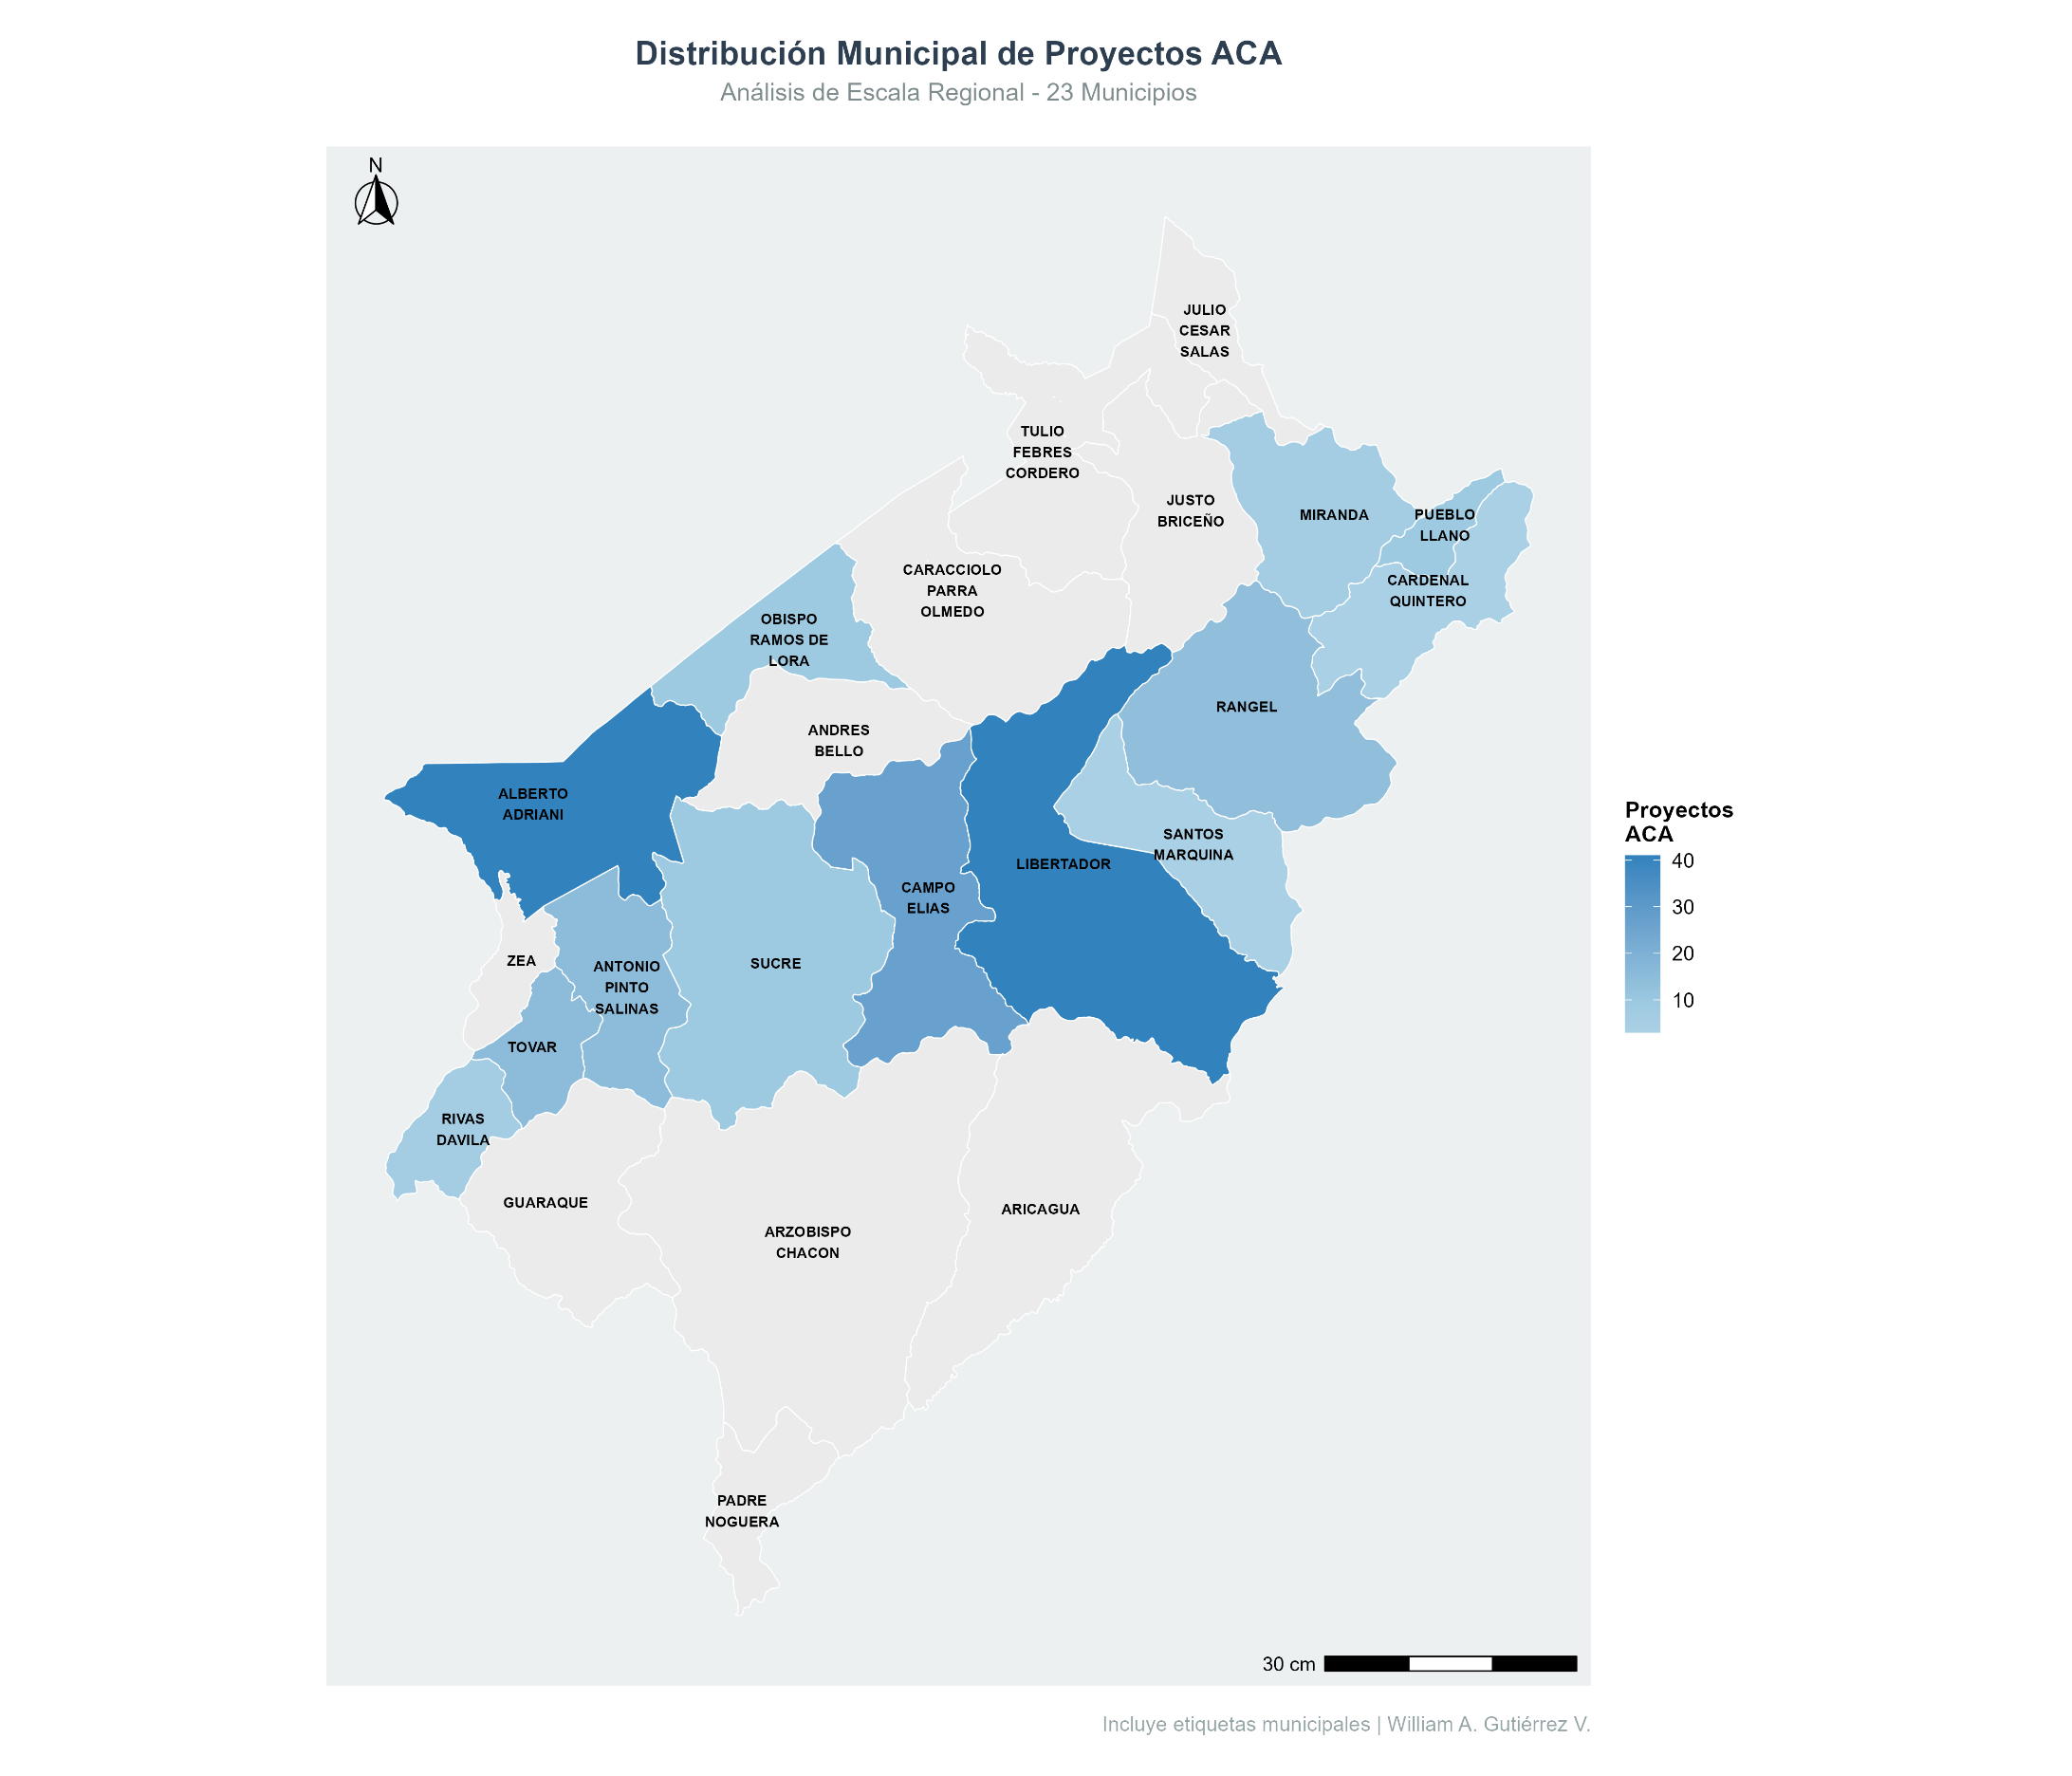 Distribución Municipal de Proyectos ACA
Análisis de Escala Regional - 23 Municipios
N
JULIO
CESAR
SALAS
TULIO
FEBRES
CORDERO
JUSTO
BRICEÑO
MIRANDA
PUEBLO
LLANO
CARDENAL
QUINTERO
CARACCIOLO
PARRA
OLMEDO
OBISPO
RAMOS DE
LORA
RANGEL
ANDRES
BELLO
ALBERTO
ADRIANI
SANTOS
MARQUINA
LIBERTADOR
CAMPO
ELIAS
ZEA
ANTONIO
PINTO
SALINAS
SUCRE
TOVAR
RIVAS
DAVILA
GUARAQUE
ARZOBISPO
CHACON
ARICAGUA
PADRE
NOGUERA
Proyectos
ACA
40
30
20
10
30 cm
Incluye etiquetas municipales | William A. Gutiérrez V.